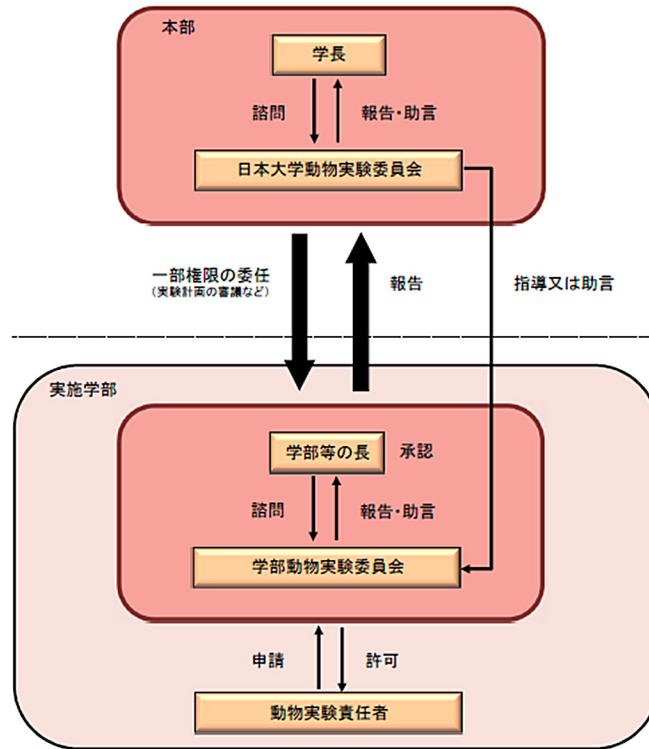 本部
学長
諮問
報告・助言
日本大学動物実験委員会
一部権限の委任
（実験計画の審議など）
報告
指導又は助言
実施学部
学部等の長
承認
諮問
報告・助言
学部動物実験委員会
申請
許可
動物実験責任者